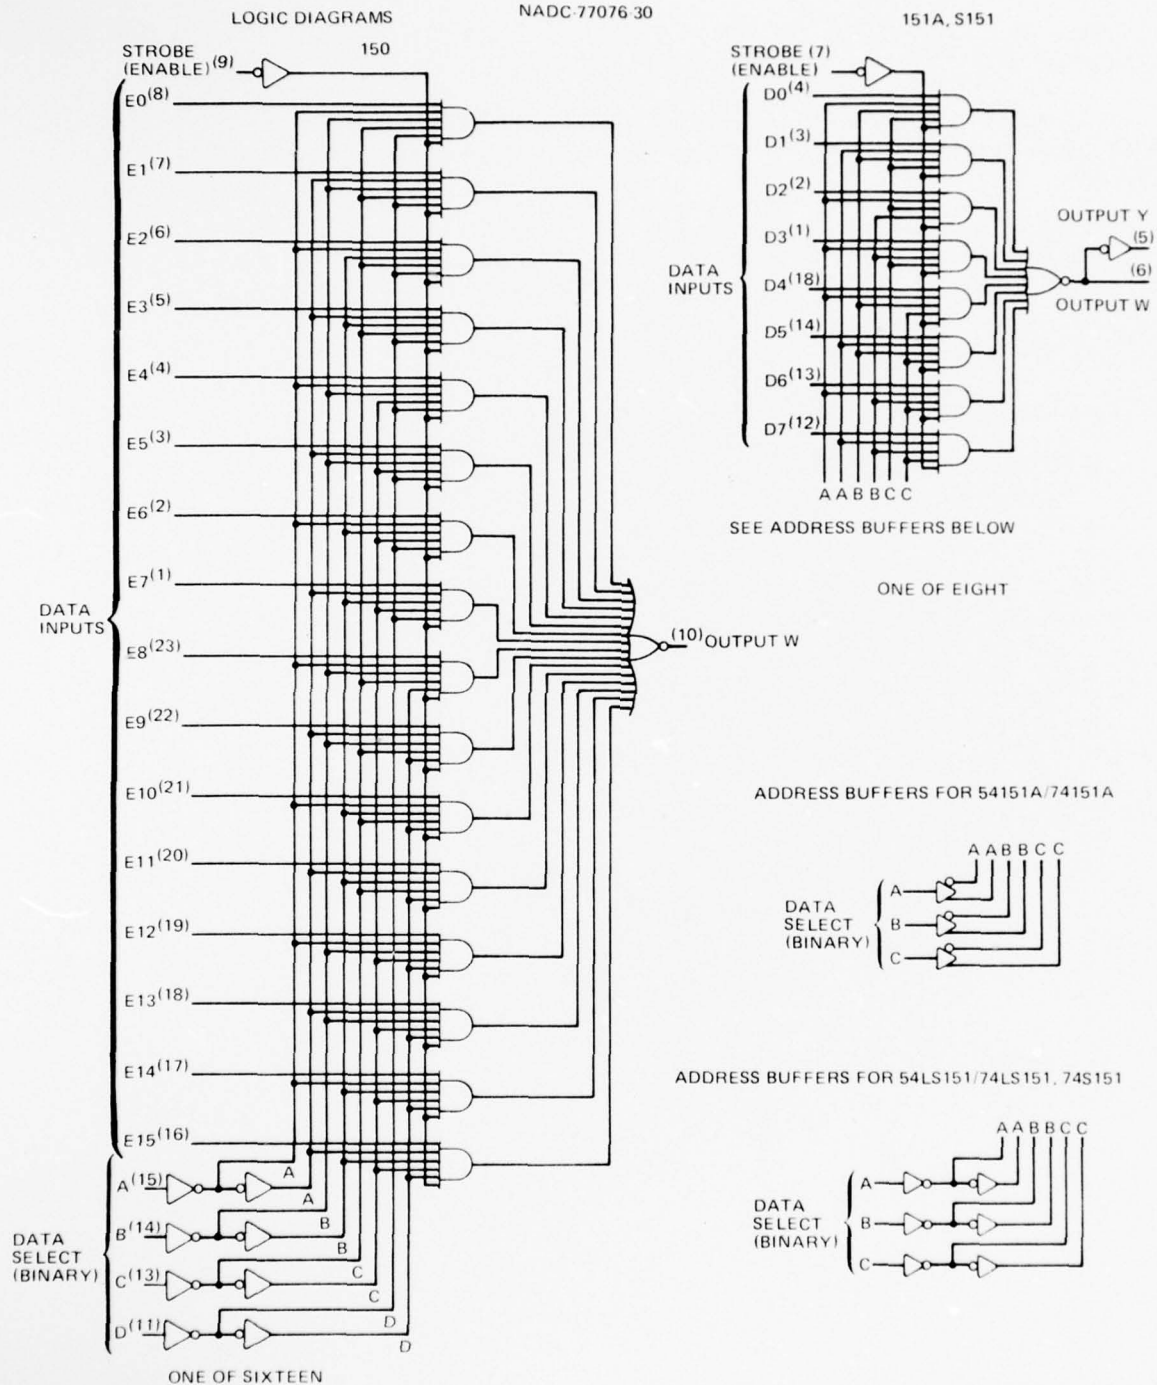 LOGIC DIAGRAMS
NADC-77076-30
151A, S151
150
STROBE
(ENABLE)(9)
E0(8)
E1(7)
E2(6)
E3(5)
E4(4)
E5(3)
E6(2)
E7(1)
DATA
INPUTS
E8(23)
E9(22)
E10(21)
E11(20)
E12(19)
E13(18)
E14(17)
E15(16)
(10) OUTPUT W
DATA
SELECT
(BINARY)
A(15)
B(14)
C(13)
D(11)
A
A
B
B
C
C
D
D
ONE OF SIXTEEN
STROBE (7)
(ENABLE)
D0(4)
D1(3)
D2(2)
D3(1)
DATA
INPUTS
D4(18)
D5(14)
D6(13)
D7(12)
OUTPUT Y
(5)
(6)
OUTPUT W
A A B B C C
SEE ADDRESS BUFFERS BELOW
ONE OF EIGHT
ADDRESS BUFFERS FOR 54151A/74151A
A A B B C C
DATA
SELECT
(BINARY)
A
B
C
ADDRESS BUFFERS FOR 54LS151/74LS151, 74S151
A A B B C C
DATA
SELECT
(BINARY)
A
B
C